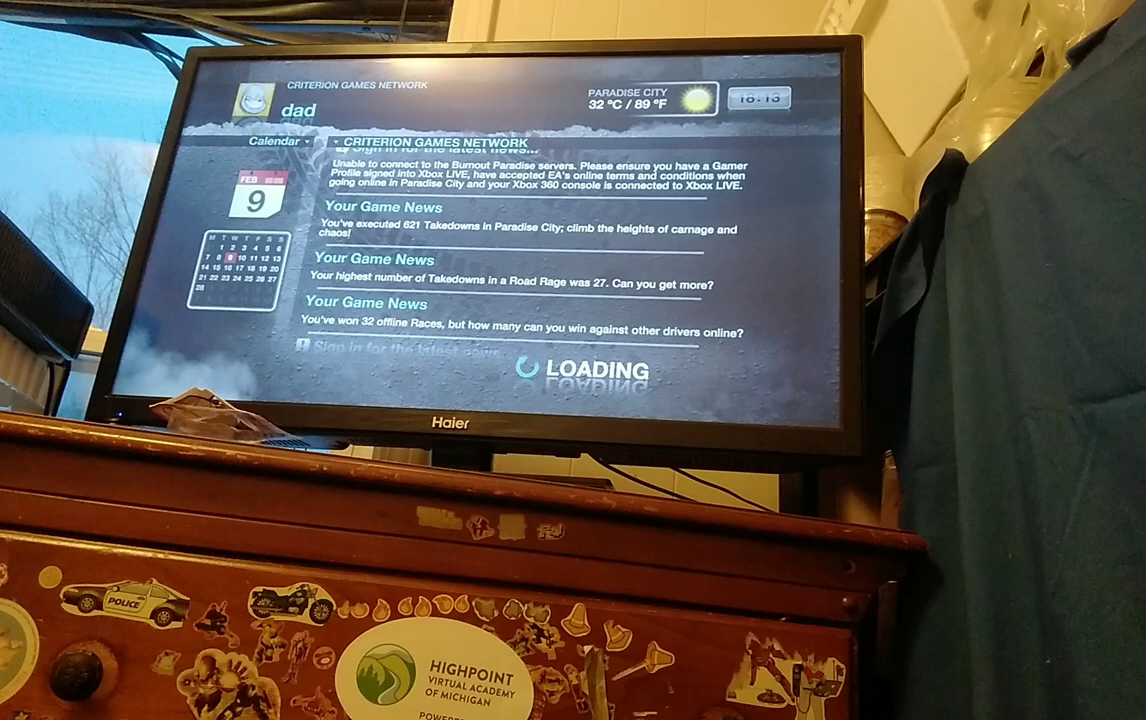 CRITERION GAMES NETWORK
dad
PARADISE CITY
32 °C / 89 °F
18:13
Calendar
CRITERION GAMES NETWORK
Sign in for the latest news...
Unable to connect to the Burnout Paradise servers. Please ensure you have a Gamer
Profile signed into Xbox LIVE, have accepted EA's online terms and conditions when
going online in Paradise City and your Xbox 360 console is connected to Xbox LIVE.
FEB
9
Your Game News
You've executed 621 Takedowns in Paradise City; climb the heights of carnage and
chaos!
M T W T F S S
1 2 3 4 5 6
7 8 9 10 11 12 13
14 15 16 17 18 19 20
21 22 23 24 25 26 27
28
Your Game News
Your highest number of Takedowns in a Road Rage was 27. Can you get more?
Your Game News
You've won 32 offline Races, but how many can you win against other drivers online?
Sign in for the latest news
LOADING
Haier
POLICE
HIGHPOINT
VIRTUAL ACADEMY
OF MICHIGAN
POWERED